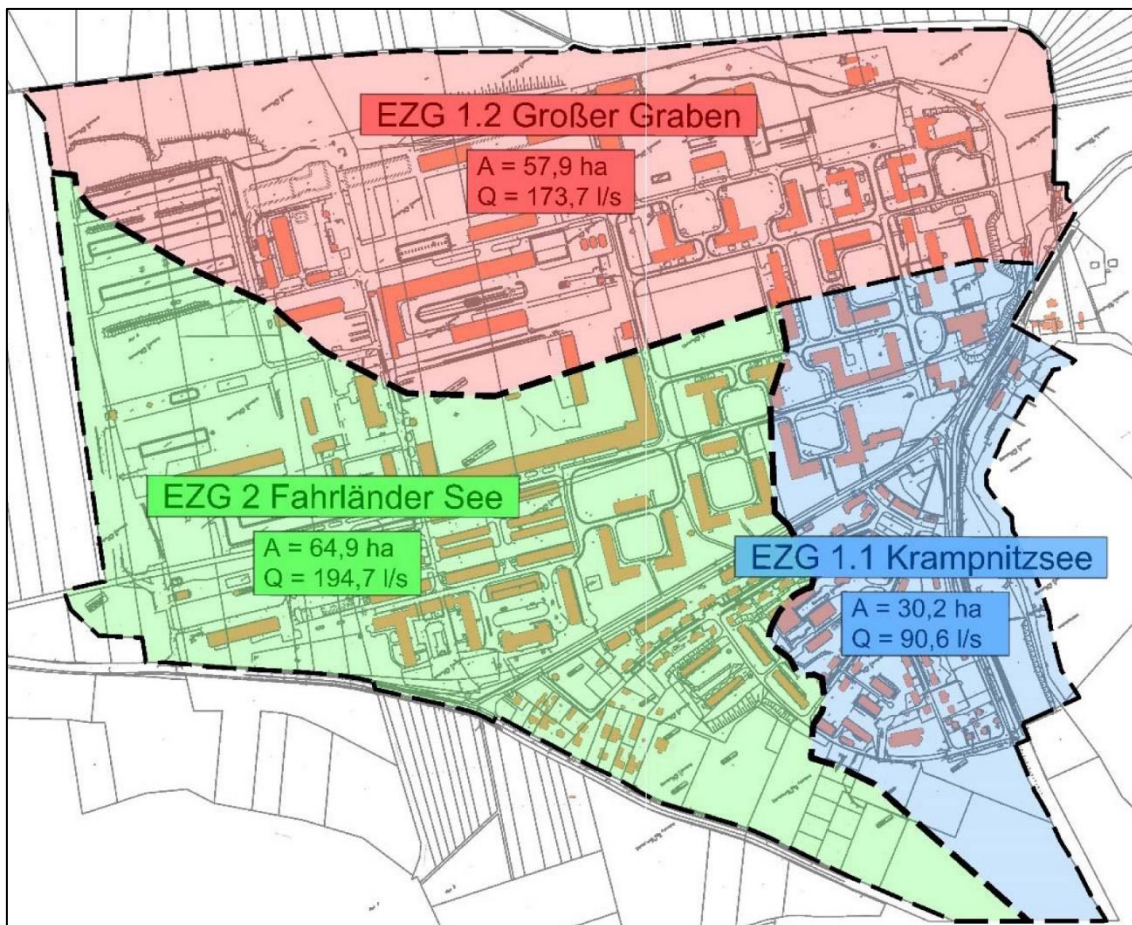 EZG 1.2 Großer Graben
A = 57,9 ha
Q = 173,7 l/s
EZG 2 Fahrländer See
A = 64,9 ha
Q = 194,7 l/s
EZG 1.1 Krampnitzsee
A = 30,2 ha
Q = 90,6 l/s